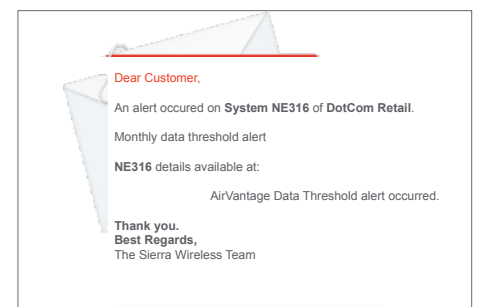 Dear Customer,
An alert occured on System NE316 of DotCom Retail.
Monthly data threshold alert
NE316 details available at:
AirVantage Data Threshold alert occurred.
Thank you.
Best Regards,
The Sierra Wireless Team